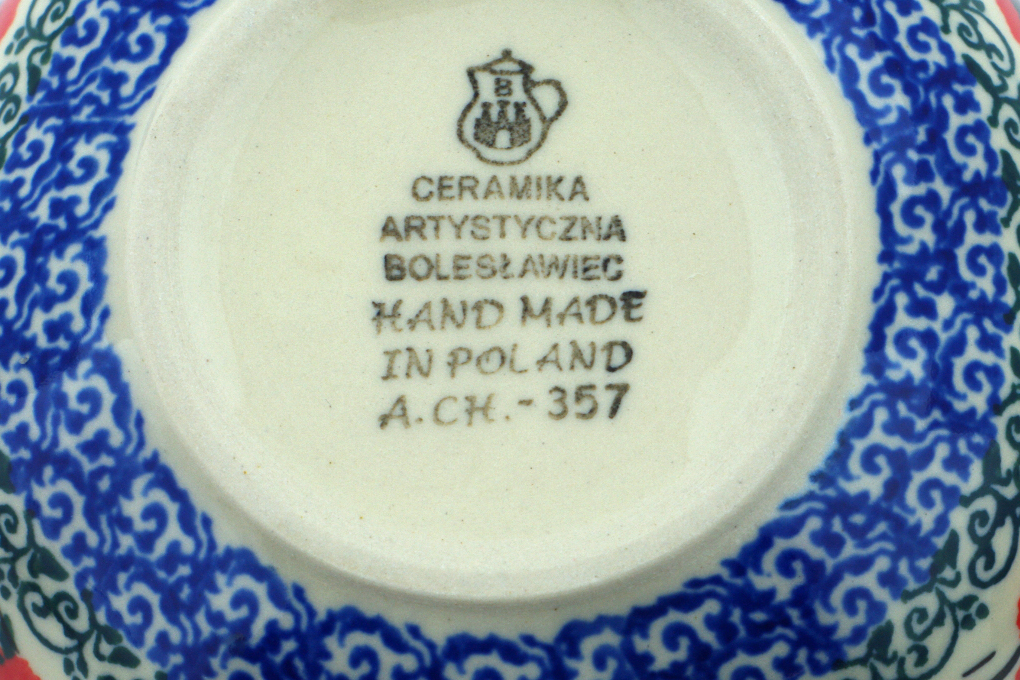 B
CERAMIKA
ARTYSTYCZNA
BOLESŁAWIEC
HAND MADE
IN POLAND
A.CH.-357